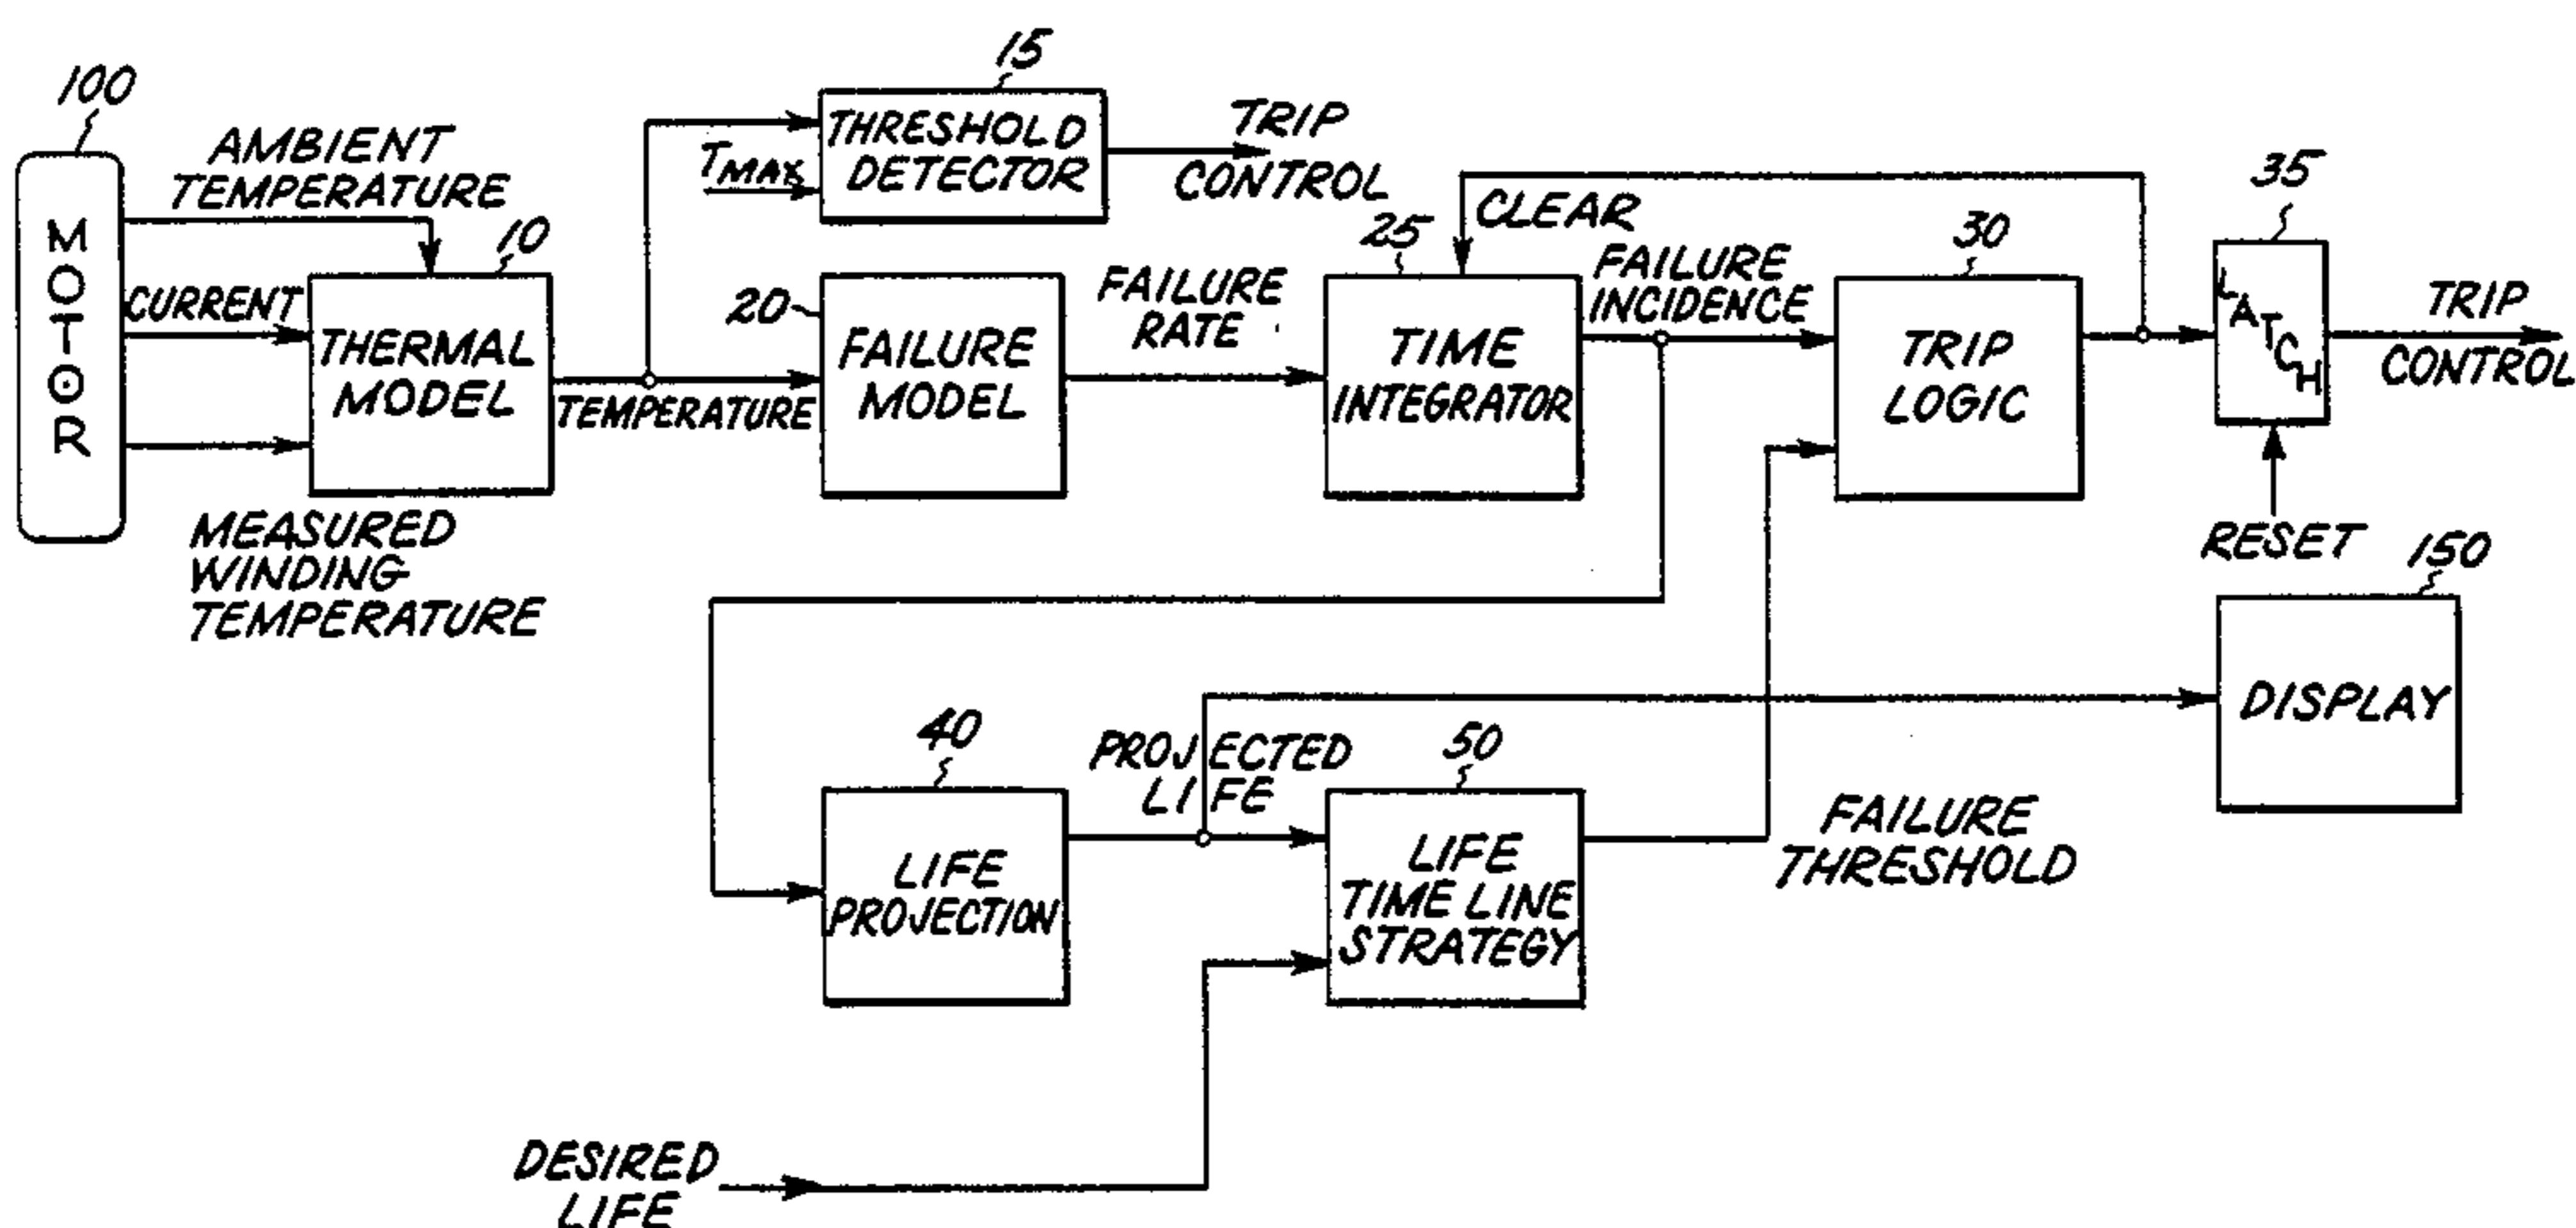 100
MOTOR
AMBIENT
TEMPERATURE
CURRENT
MEASURED
WINDING
TEMPERATURE
10
THERMAL
MODEL
TEMPERATURE
15
THRESHOLD
DETECTOR
TMAX
TRIP
CONTROL
20
FAILURE
MODEL
FAILURE
RATE
25
CLEAR
TIME
INTEGRATOR
FAILURE
INCIDENCE
30
TRIP
LOGIC
35
LATCH
TRIP
CONTROL
RESET
150
DISPLAY
40
LIFE
PROJECTION
PROJECTED
LIFE
50
LIFE
TIME LINE
STRATEGY
FAILURE
THRESHOLD
DESIRED
LIFE